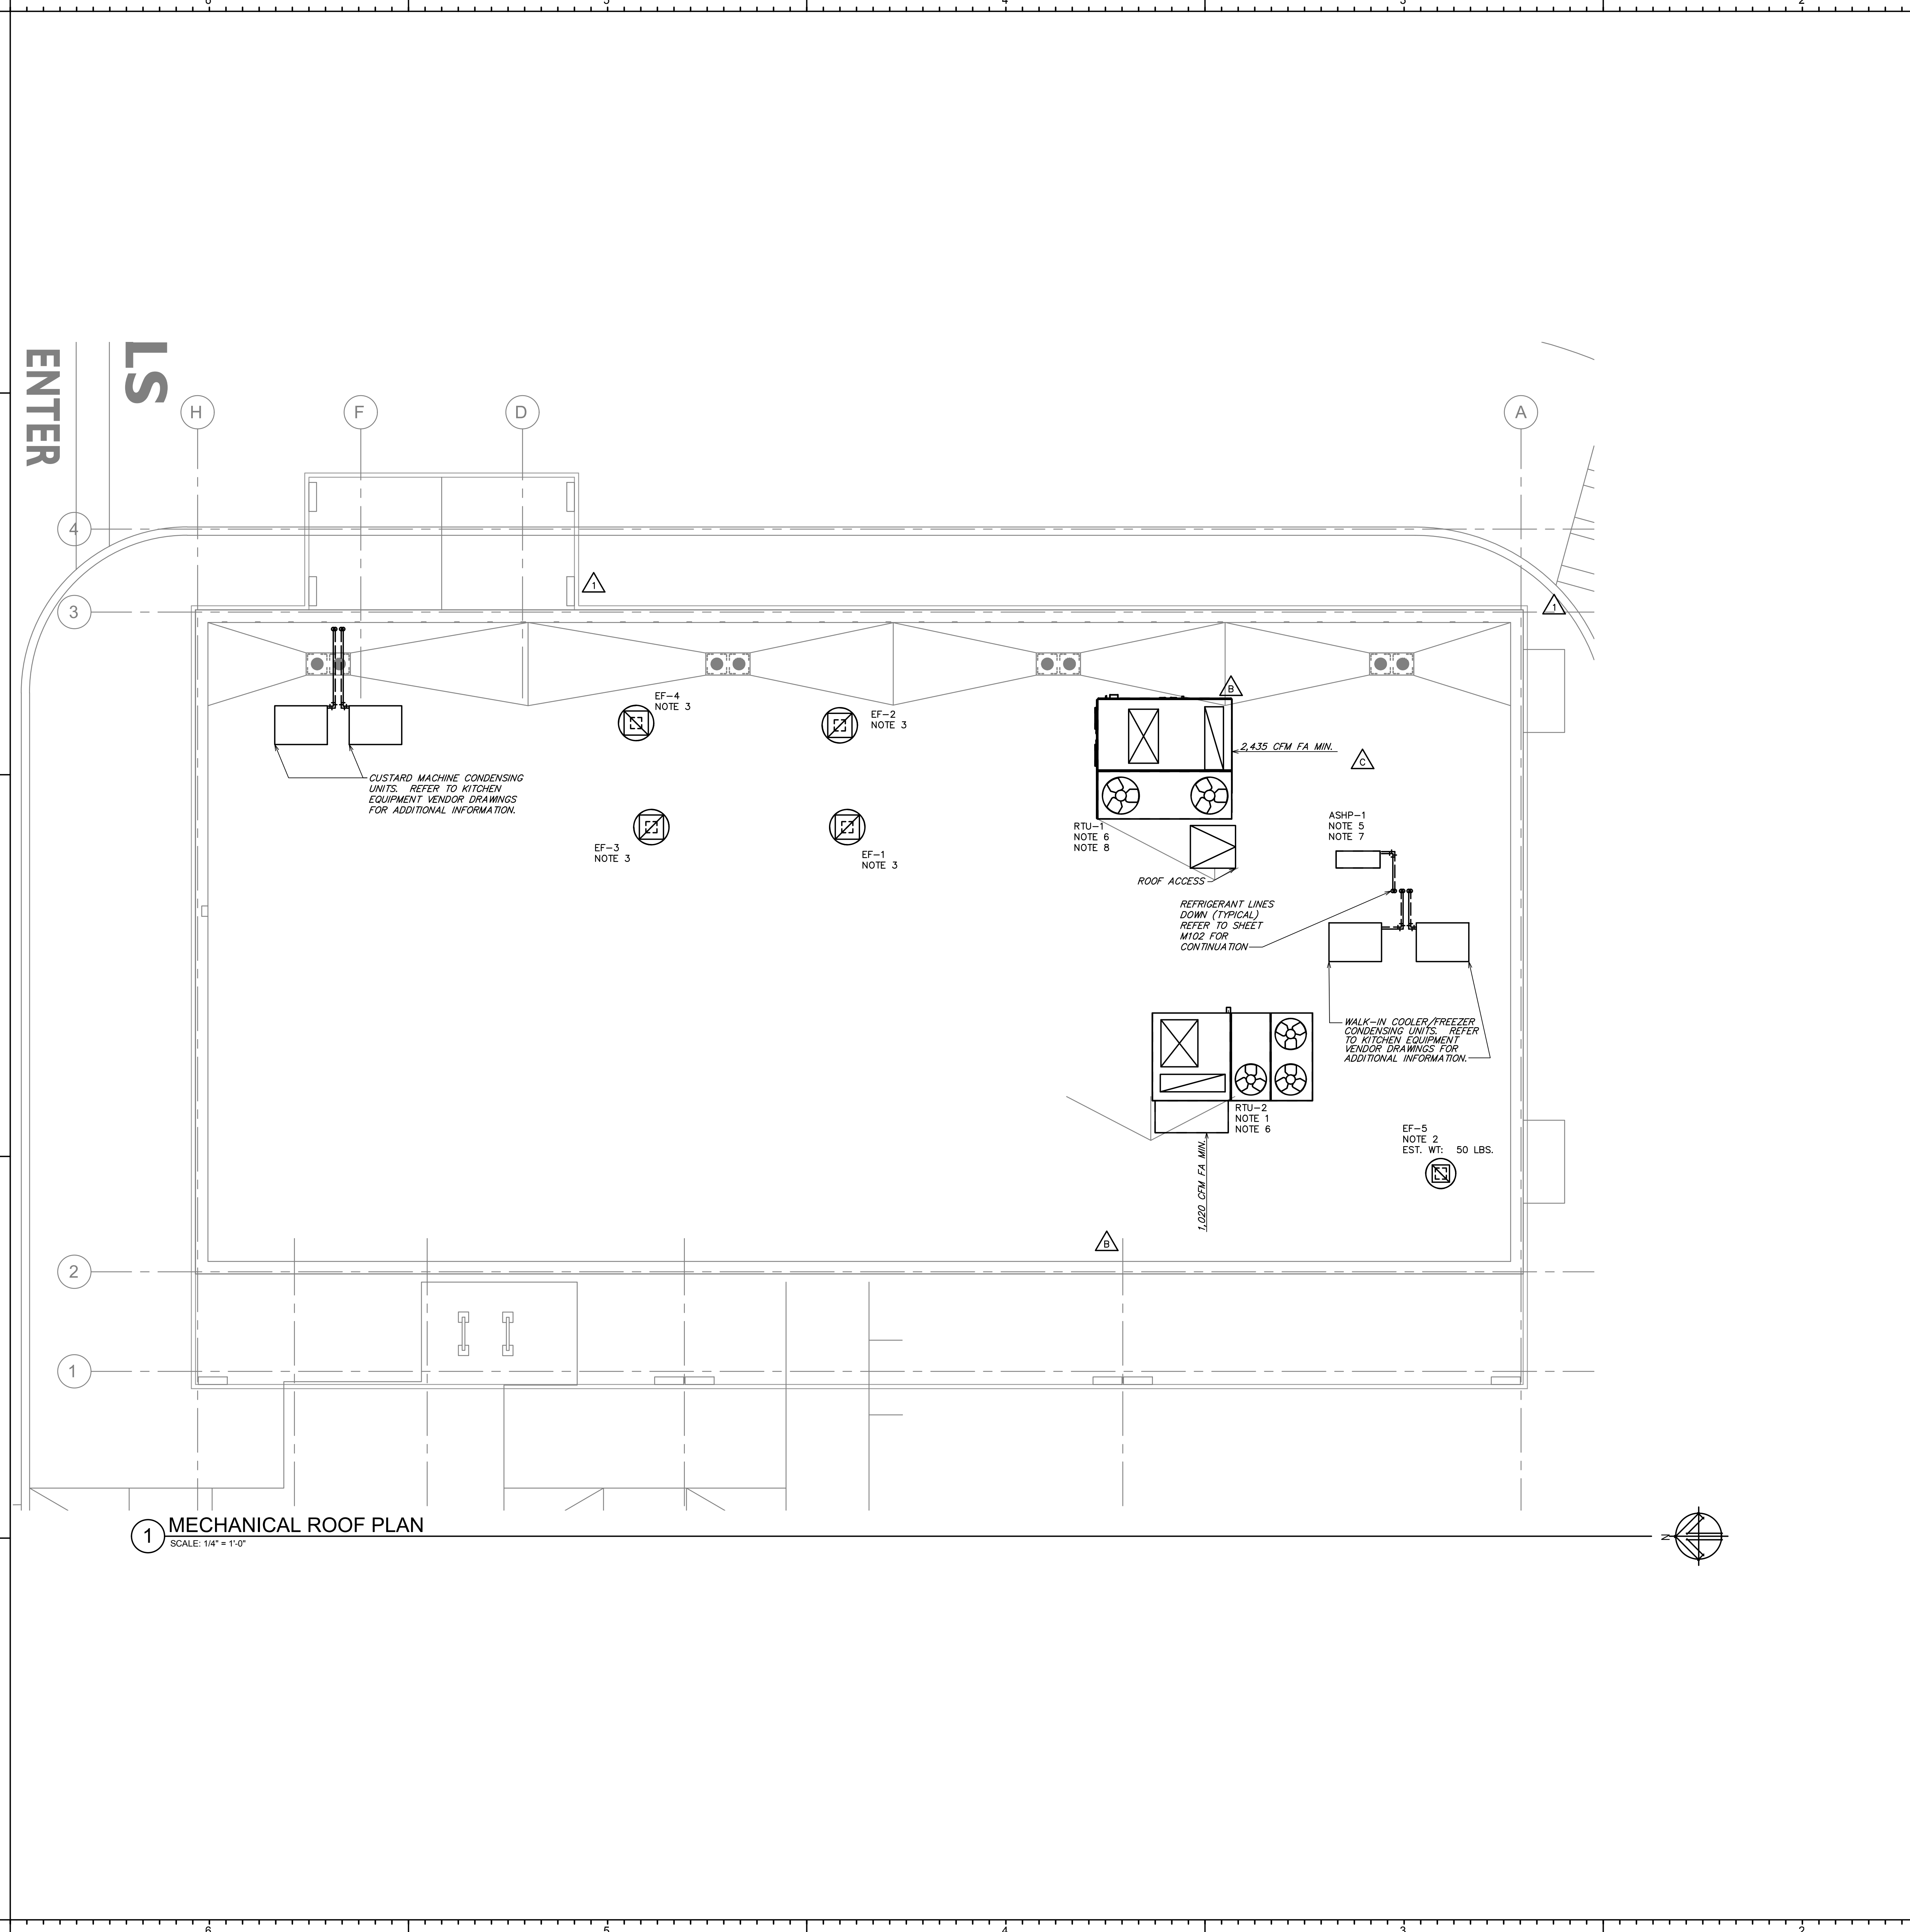 6
5
4
3
2
ENTER
LS
H
F
D
A
4
3
2
1
1
1
EF-4
NOTE 3
EF-2
NOTE 3
B
2,435 CFM FA MIN.
C
CUSTARD MACHINE CONDENSING
UNITS. REFER TO KITCHEN
EQUIPMENT VENDOR DRAWINGS
FOR ADDITIONAL INFORMATION.
EF-3
NOTE 3
EF-1
NOTE 3
RTU-1
NOTE 6
NOTE 8
ROOF ACCESS
ASHP-1
NOTE 5
NOTE 7
REFRIGERANT LINES
DOWN (TYPICAL)
REFER TO SHEET
M102 FOR
CONTINUATION
WALK-IN COOLER/FREEZER
CONDENSING UNITS. REFER
TO KITCHEN EQUIPMENT
VENDOR DRAWINGS FOR
ADDITIONAL INFORMATION.
RTU-2
NOTE 1
NOTE 6
1,020 CFM FA MIN.
EF-5
NOTE 2
EST. WT: 50 LBS.
B
1
MECHANICAL ROOF PLAN
SCALE: 1/4" = 1'-0"
N
6
5
4
3
2